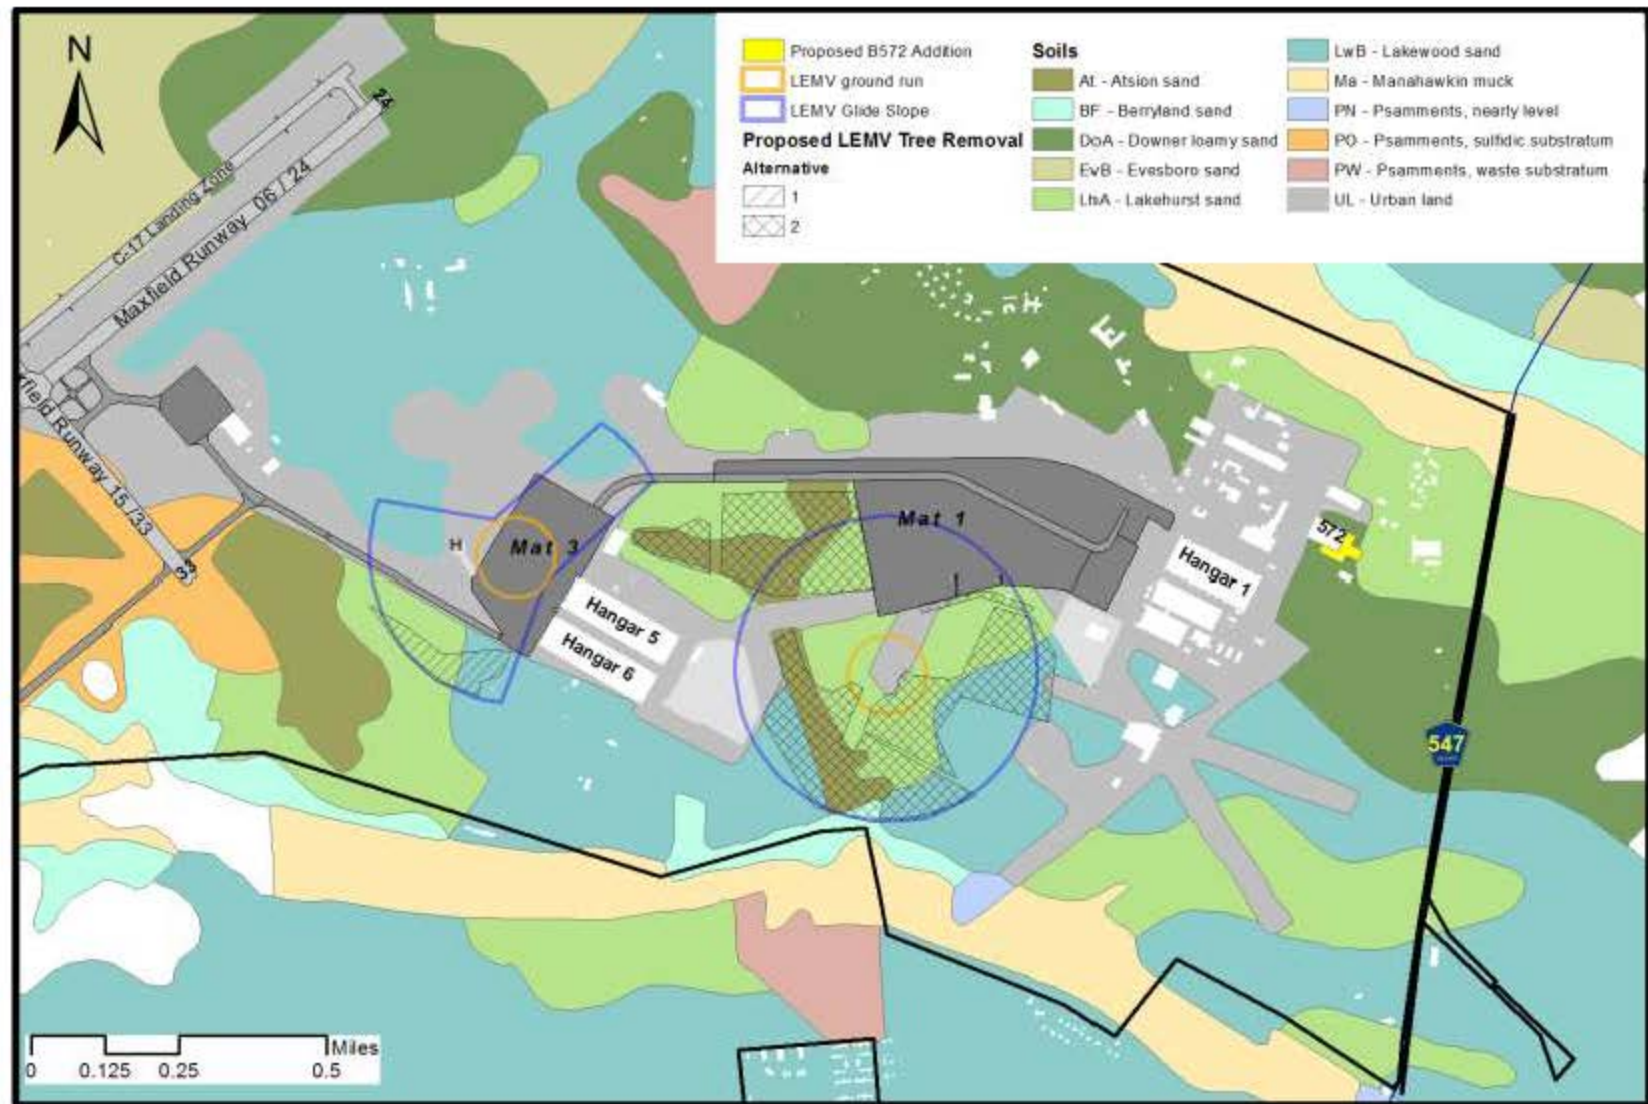 N
24
C-17 Landing Zone
Maxfield Runway 06 / 24
field Runway 15 / 33
33
Proposed B572 Addition
LEMV ground run
LEMV Glide Slope
Proposed LEMV Tree Removal
Alternative
1
2
Soils
At - Atsion sand
BF - Berryland sand
DoA - Downer loamy sand
EvB - Evesboro sand
LhA - Lakehurst sand
LwB - Lakewood sand
Ma - Manahawkin muck
PN - Psamments, nearly level
PO - Psamments, sulfidic substratum
PW - Psamments, waste substratum
UL - Urban land
H
Mat 3
Mat 1
572
Hangar 1
Hangar 5
Hangar 6
547
Miles
0 0.125 0.25 0.5